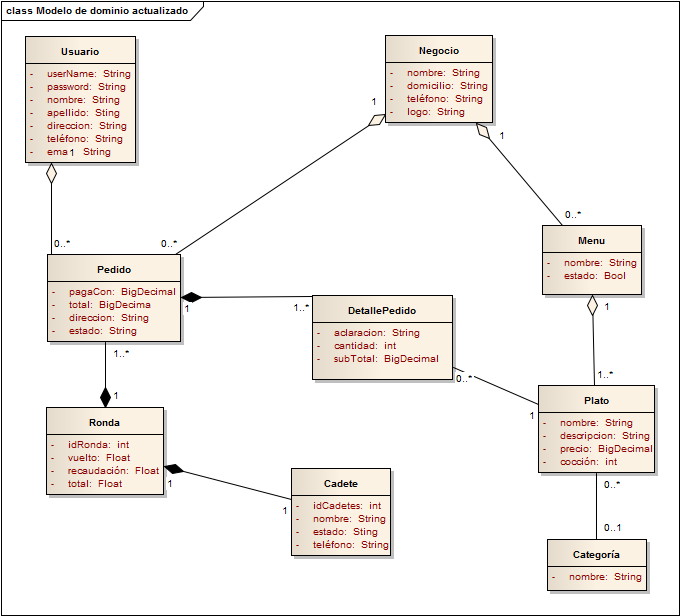 class Modelo de dominio actualizado
Usuario
- userName: String
- password: String
- nombre: String
- apellido: String
- direccion: String
- teléfono: String
- ema1 String
Negocio
- nombre: String
- domicilio: String
- teléfono: String
- logo: String
1
1
0..*
0..*
0..*
Menu
- nombre: String
- estado: Bool
1
Pedido
- pagaCon: BigDecimal
- total: BigDecima
- direccion: String
- estado: String
1
1..*
DetallePedido
- aclaracion: String
- cantidad: int
- subTotal: BigDecimal
0..*
1..*
1
Plato
- nombre: String
- descripcion: String
- precio: BigDecimal
- cocción: int
1..*
1
Ronda
- idRonda: int
- vuelto: Float
- recaudación: Float
- total: Float
1
1
Cadete
- idCadetes: int
- nombre: String
- estado: Sting
- teléfono: String
0..*
0..1
Categoría
- nombre: String